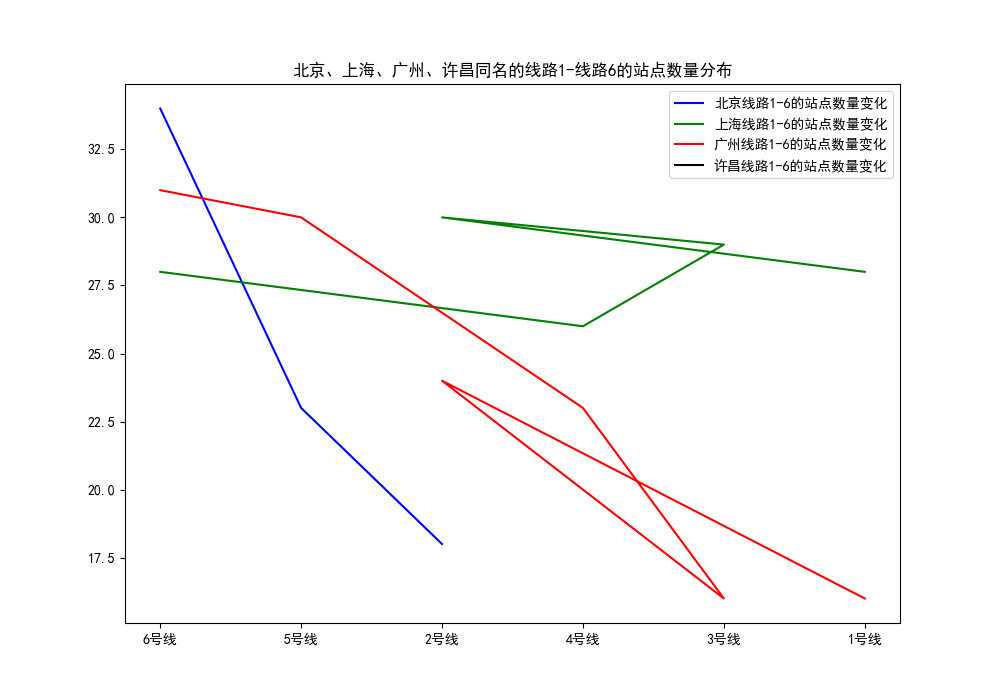 北京、上海、广州、许昌同名的线路1-线路6的站点数量分布
北京线路1-6的站点数量变化
上海线路1-6的站点数量变化
广州线路1-6的站点数量变化
许昌线路1-6的站点数量变化
32.5
30.0
27.5
25.0
22.5
20.0
17.5
6号线 5号线 2号线 4号线 3号线 1号线